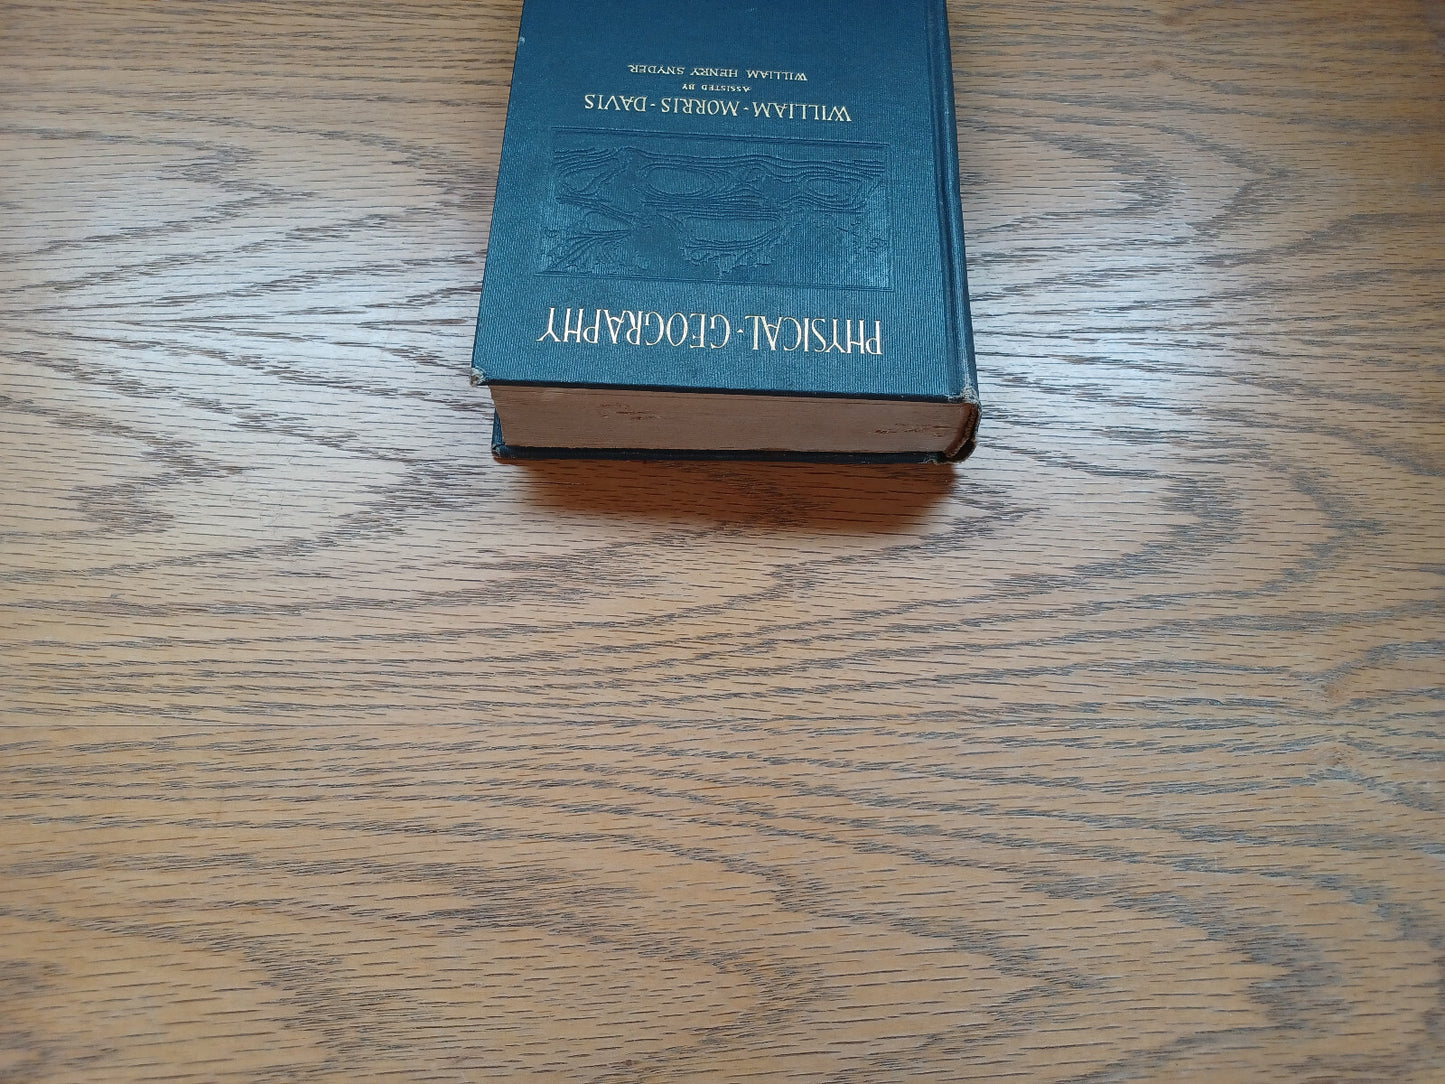 PHYSICAL·GEOGRAPHY
WILLIAM·MORRIS·DAVIS
ASSISTED BY
WILLIAM HENRY SNYDER